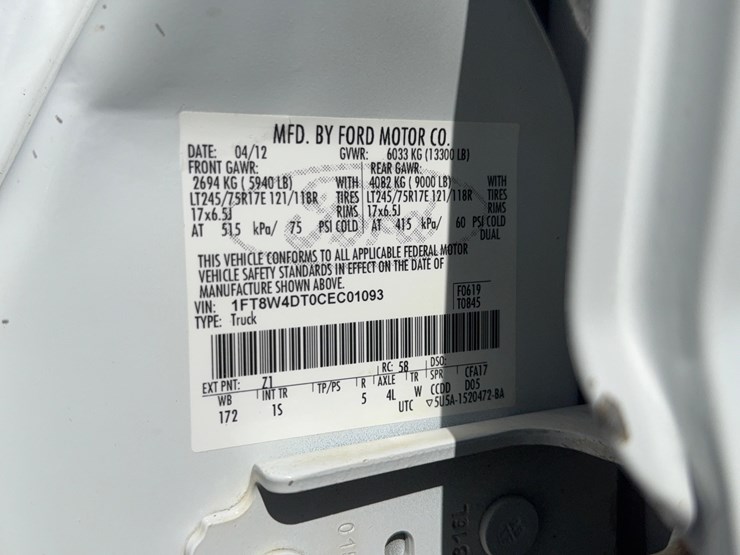 MFD. BY FORD MOTOR CO.
DATE: 04/12 GVWR: 6033 KG (13300 LB)
FRONT GAWR: REAR GAWR:
2694 KG ( 5940 LB) WITH 4082 KG ( 9000 LB) WITH
LT245/75R17E 121/118R TIRES LT245/75R17E 121/118R TIRES
17x6.5J RIMS 17x6.5J RIMS
AT 515 kPa/ 75 PSI COLD AT 415 kPa/ 60 PSI COLD
DUAL
THIS VEHICLE CONFORMS TO ALL APPLICABLE FEDERAL MOTOR
VEHICLE SAFETY STANDARDS IN EFFECT ON THE DATE OF
MANUFACTURE SHOWN ABOVE.
VIN: 1FT8W4DT0CEC01093 F0619
TYPE: Truck T0845
EXT PNT: Z1 RC: 58 DSO:
WB INT TR TP/PS R AXLE TR SPR CFA17
172 1S 5 4L W CCDD D05
UTC ▽5U5A-1520472-BA
Ford